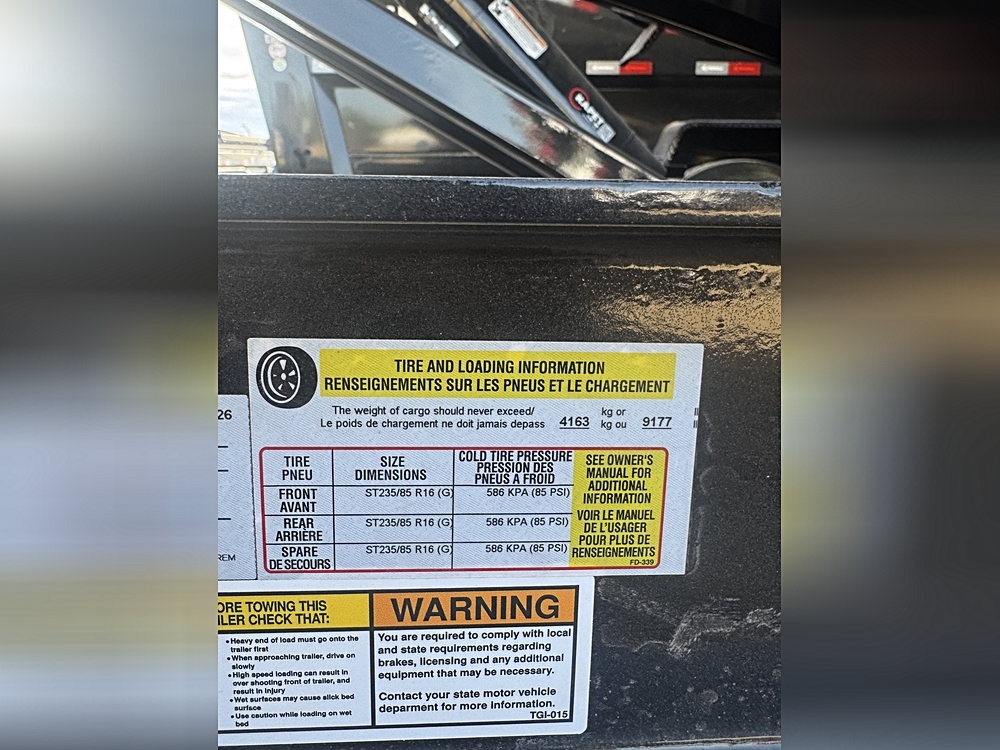 KAPIT
TIRE AND LOADING INFORMATION
RENSEIGNEMENTS SUR LES PNEUS ET LE CHARGEMENT
The weight of cargo should never exceed/ kg or
Le poids de chargement ne doit jamais depass 4163 kg ou 9177
26
TIRE SIZE COLD TIRE PRESSURE
PNEU DIMENSIONS PRESSION DES
PNEUS A FROID
FRONT ST235/85 R16 (G) 586 KPA (85 PSI)
AVANT
REAR ST235/85 R16 (G) 586 KPA (85 PSI)
ARRIÈRE
SPARE ST235/85 R16 (G) 586 KPA (85 PSI)
DE SECOURS
SEE OWNER'S
MANUAL FOR
ADDITIONAL
INFORMATION
VOIR LE MANUEL
DE L'USAGER
POUR PLUS DE
RENSEIGNEMENTS
FD-339
REM
ORE TOWING THIS
ILER CHECK THAT:
•Heavy end of load must go onto the
trailer first
•When approaching trailer, drive on
slowly
•High speed loading can result in
over shooting front of trailer, and
result in injury
•Wet surfaces may cause slick bed
surface
•Use caution while loading on wet
bed
WARNING
You are required to comply with local
and state requirements regarding
brakes, licensing and any additional
equipment that may be necessary.
Contact your state motor vehicle
deparment for more Information.
TGI-015